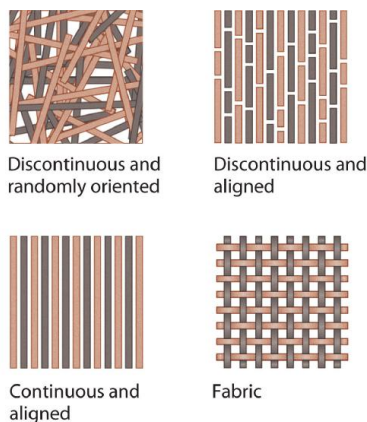 Discontinuous and
randomly oriented
Discontinuous and
aligned
Continuous and
aligned
Fabric